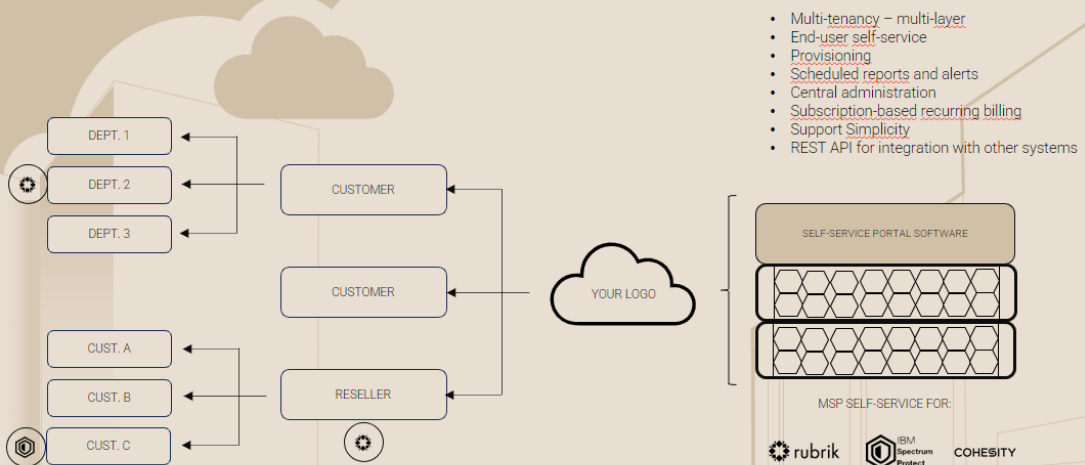 • Multi-tenancy – multi-layer
• End-user self-service
• Provisioning
• Scheduled reports and alerts
• Central administration
• Subscription-based recurring billing
• Support Simplicity
• REST API for integration with other systems
DEPT. 1
DEPT. 2
DEPT. 3
CUSTOMER
CUSTOMER
CUST. A
CUST. B
CUST. C
RESELLER
YOUR LOGO
SELF-SERVICE PORTAL SOFTWARE
MSP SELF-SERVICE FOR:
rubrik
IBM
Spectrum
Protect
COHESITY